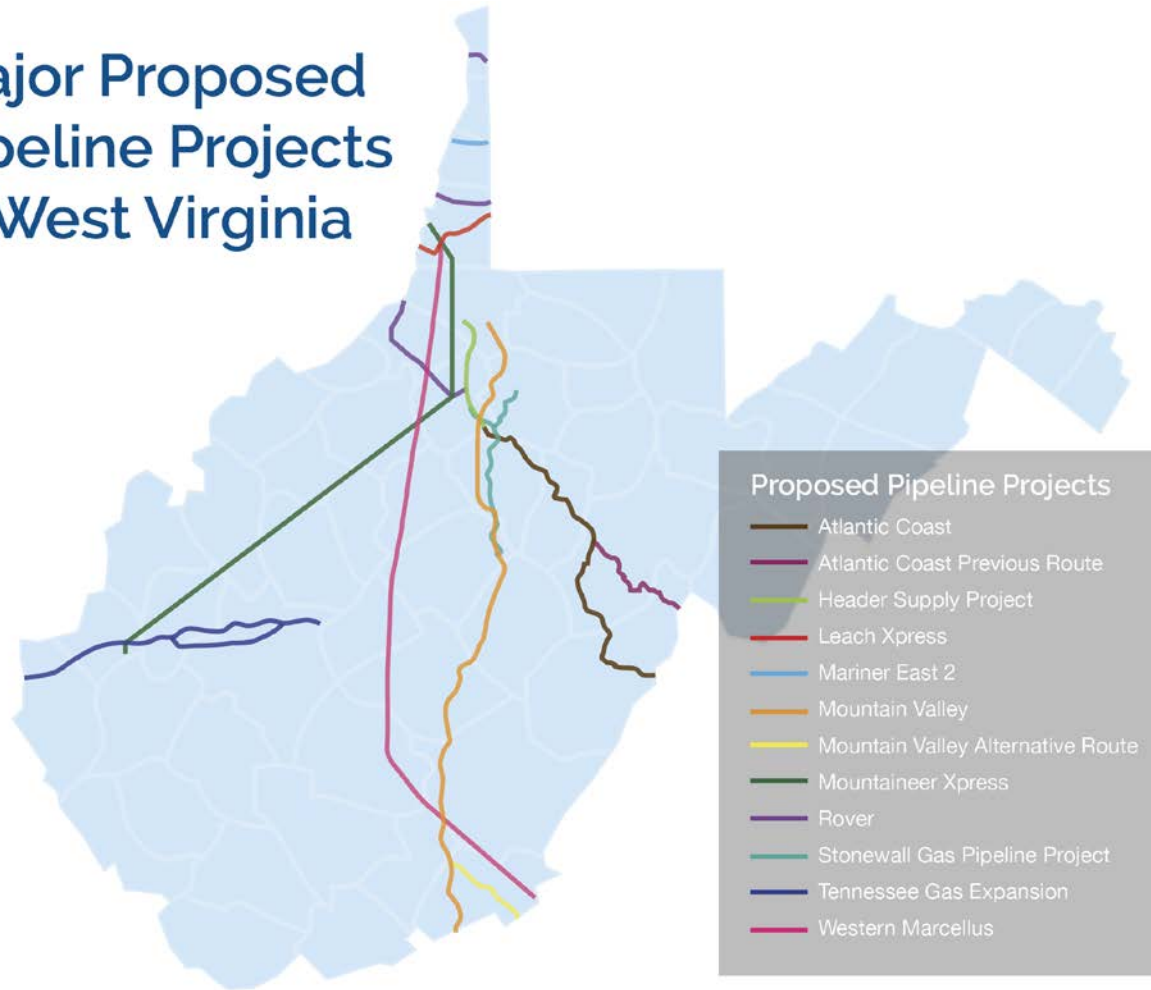 ajor Proposed
peline Projects
West Virginia
Proposed Pipeline Projects
Atlantic Coast
Atlantic Coast Previous Route
Header Supply Project
Leach Xpress
Mariner East 2
Mountain Valley
Mountain Valley Alternative Route
Mountaineer Xpress
Rover
Stonewall Gas Pipeline Project
Tennessee Gas Expansion
Western Marcellus